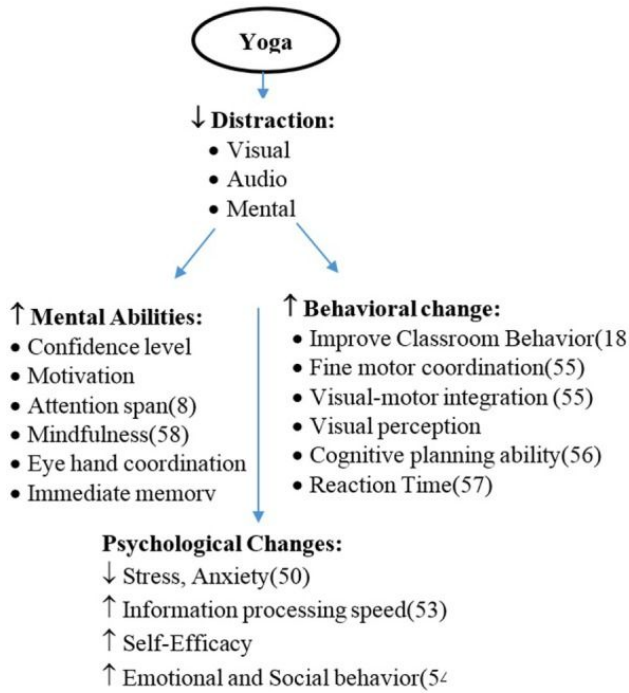 Yoga
↓ Distraction:
• Visual
• Audio
• Mental
↑ Mental Abilities:
• Confidence level
• Motivation
• Attention span(8)
• Mindfulness(58)
• Eye hand coordination
• Immediate memory
↑ Behavioral change:
• Improve Classroom Behavior(18
• Fine motor coordination(55)
• Visual-motor integration (55)
• Visual perception
• Cognitive planning ability(56)
• Reaction Time(57)
Psychological Changes:
↓ Stress, Anxiety(50)
↑ Information processing speed(53)
↑ Self-Efficacy
↑ Emotional and Social behavior(54